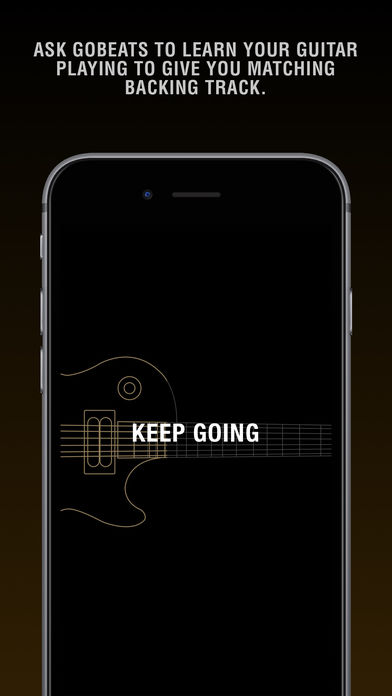 ASK GOBEATS TO LEARN YOUR GUITAR
PLAYING TO GIVE YOU MATCHING
BACKING TRACK.
KEEP GOING